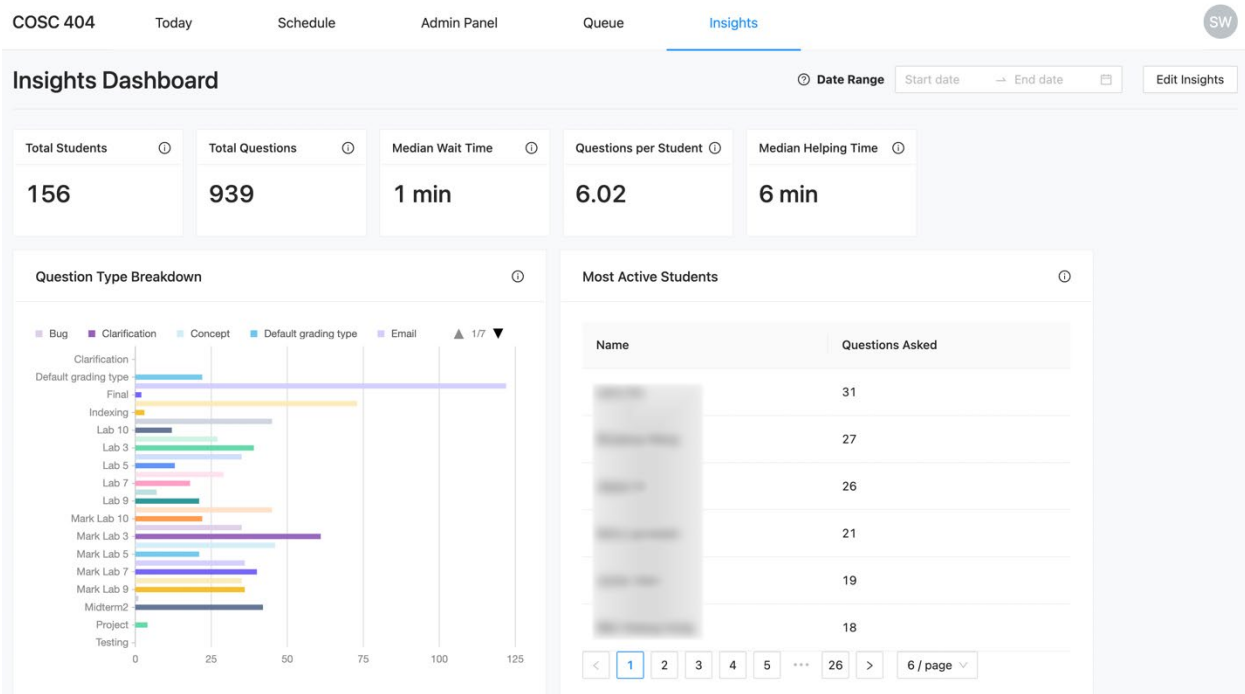 COSC 404 Today Schedule Admin Panel Queue Insights SW
Insights Dashboard Date Range Start date → End date Edit Insights
Total Students Total Questions Median Wait Time Questions per Student Median Helping Time
156 939 1 min 6.02 6 min
Question Type Breakdown
Bug Clarification Concept Default grading type Email 1/7
Clarification
Default grading type
Final
Indexing
Lab 10
Lab 3
Lab 5
Lab 7
Lab 9
Mark Lab 10
Mark Lab 3
Mark Lab 5
Mark Lab 7
Mark Lab 9
Midterm2
Project
Testing
0 25 50 75 100 125
Most Active Students
Name Questions Asked
31
27
26
21
19
18
< 1 2 3 4 5 ••• 26 > 6 / page